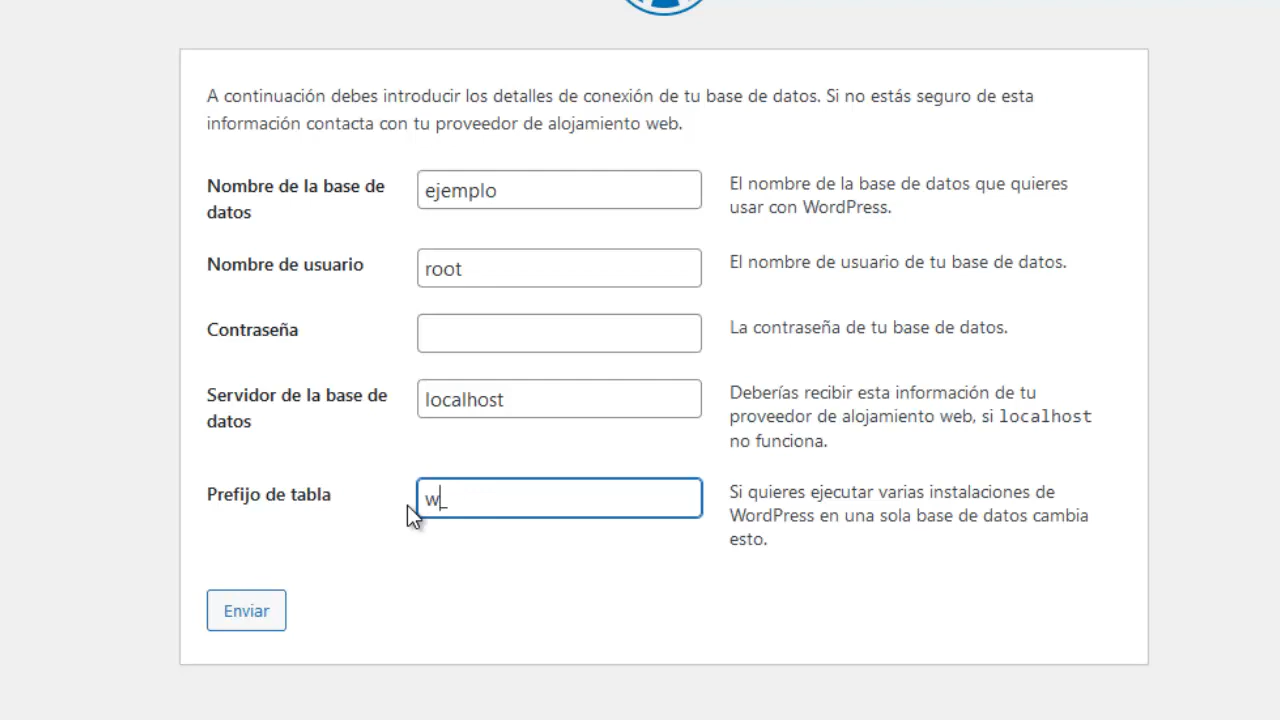 A continuación debes introducir los detalles de conexión de tu base de datos. Si no estás seguro de esta
información contacta con tu proveedor de alojamiento web.
Nombre de la base de
datos
ejemplo
El nombre de la base de datos que quieres
usar con WordPress.
Nombre de usuario
root
El nombre de usuario de tu base de datos.
Contraseña
La contraseña de tu base de datos.
Servidor de la base de
datos
localhost
Deberías recibir esta información de tu
proveedor de alojamiento web, si localhost
no funciona.
Prefijo de tabla
w_
Si quieres ejecutar varias instalaciones de
WordPress en una sola base de datos cambia
esto.
Enviar